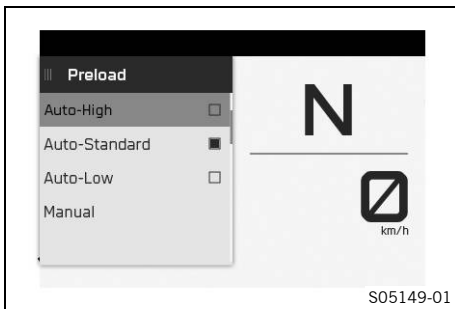 Preload
Auto-High
Auto-Standard
Auto-Low
Manual
N
0
km/h
S05149-01